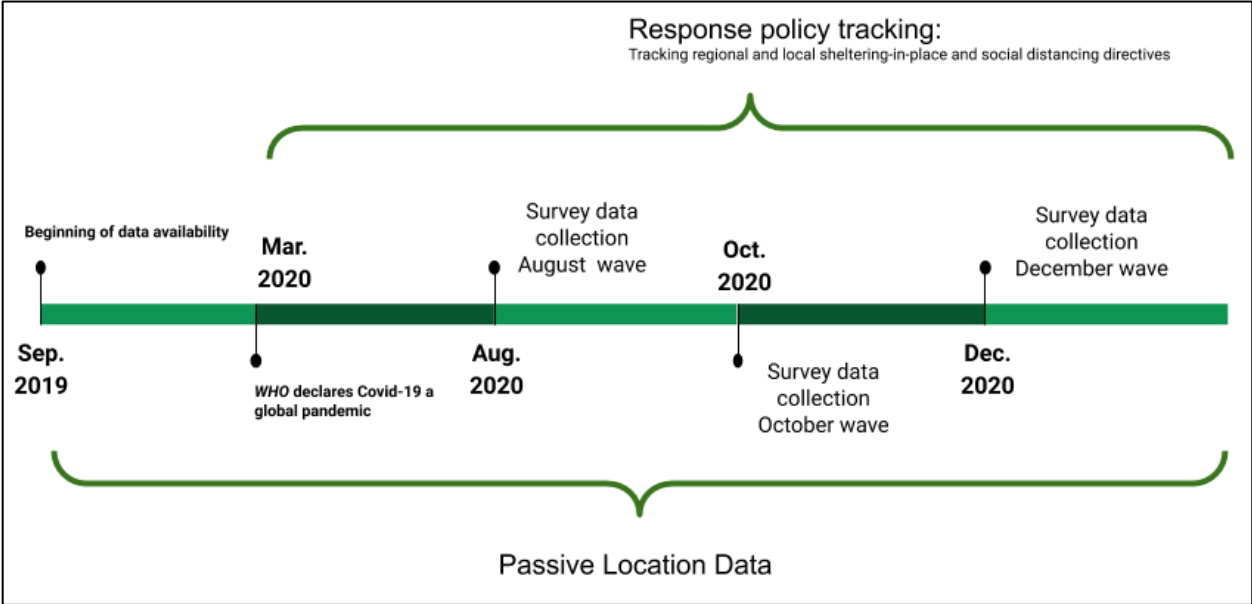 Response policy tracking:
Tracking regional and local sheltering-in-place and social distancing directives
Beginning of data availability
Mar.
2020
Survey data
collection
August wave
Oct.
2020
Survey data
collection
December wave
Sep.
2019
WHO declares Covid-19 a
global pandemic
Aug.
2020
Survey data
collection
October wave
Dec.
2020
Passive Location Data